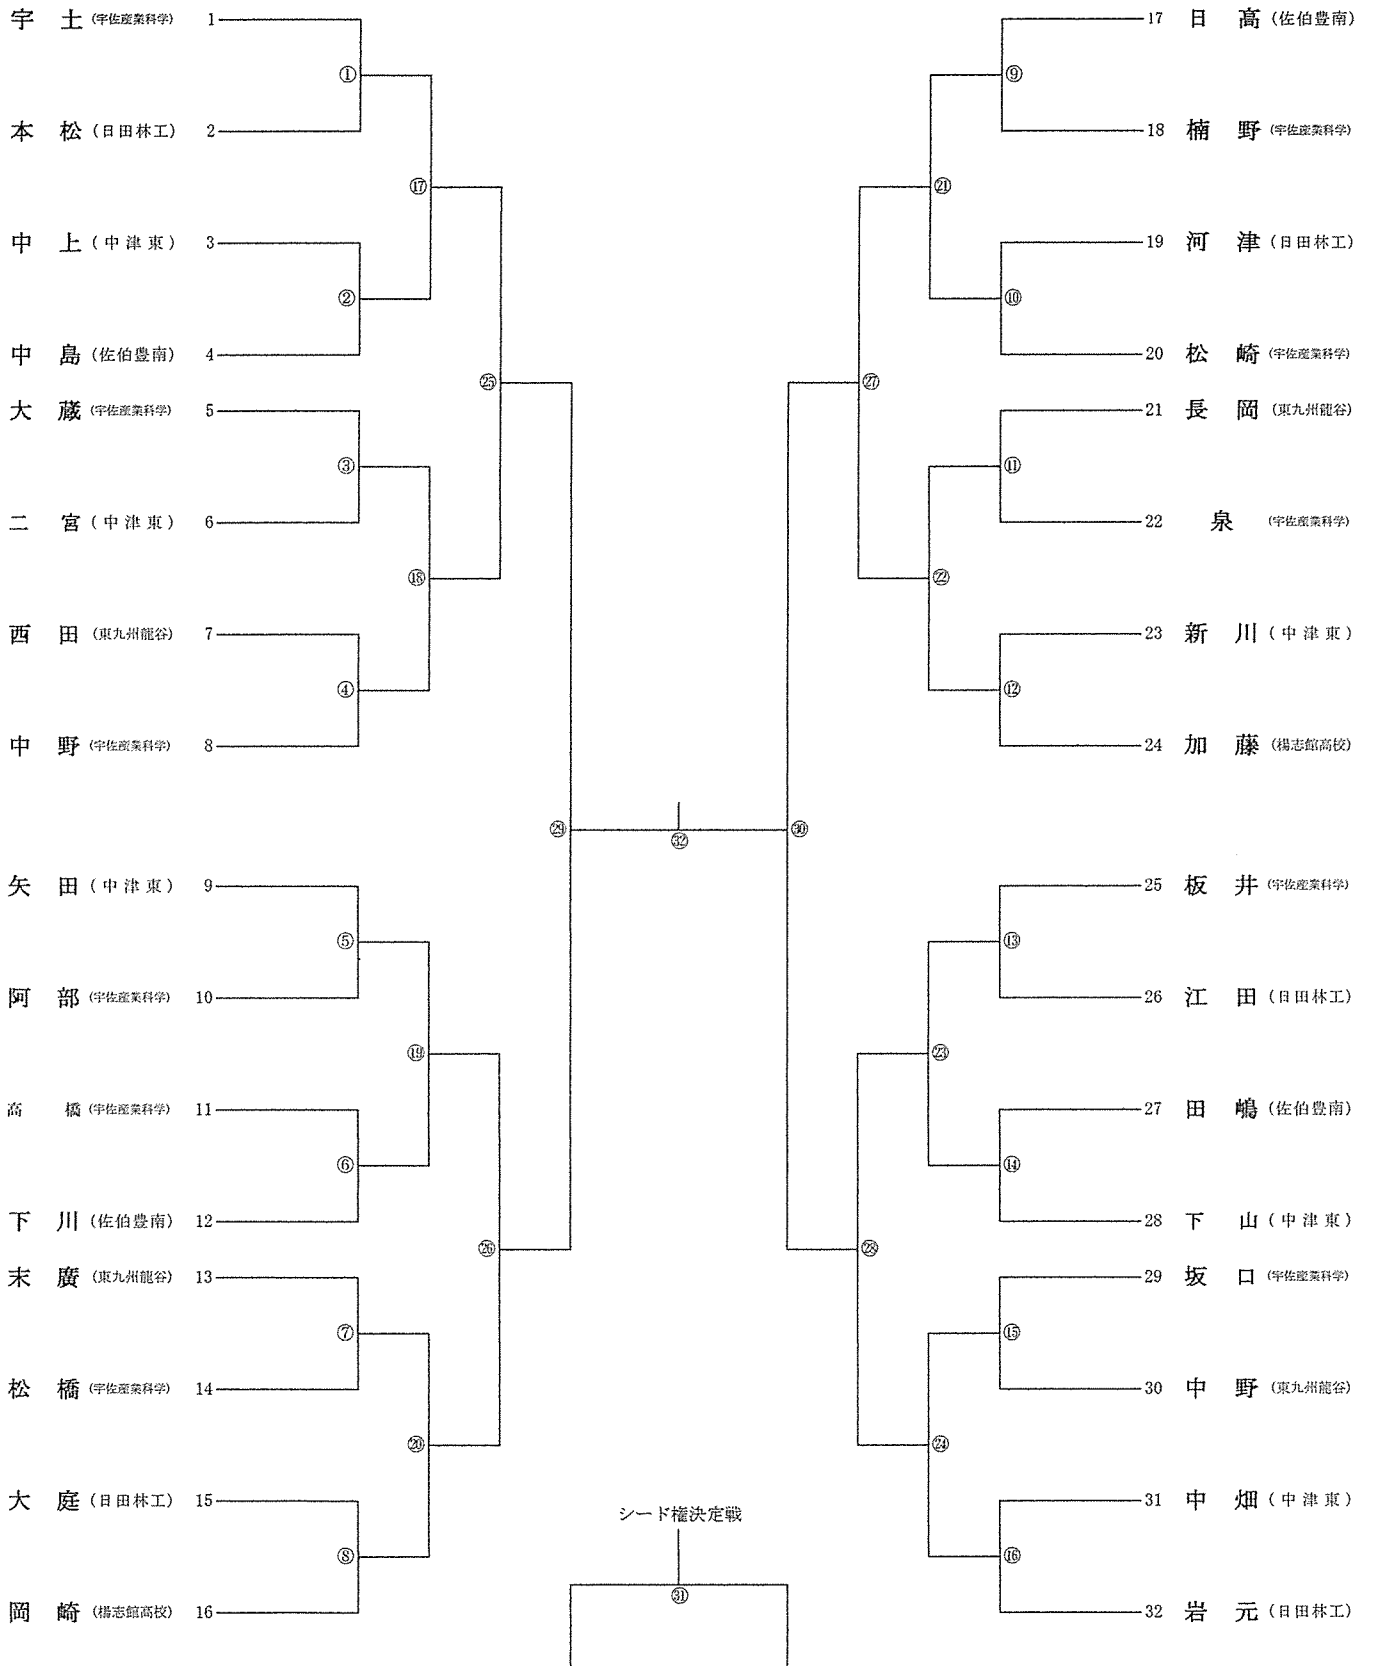 宇土 (宇佐産業科学) 1
①
本松 (日田林工) 2
⑰
中上 (中津東) 3
②
中島 (佐伯豊南) 4
㉕
大蔵 (宇佐産業科学) 5
③
二宮 (中津東) 6
⑱
西田 (東九州龍谷) 7
④
中野 (宇佐産業科学) 8
㉙
矢田 (中津東) 9
⑤
阿部 (宇佐産業科学) 10
⑲
高橋 (宇佐産業科学) 11
⑥
下川 (佐伯豊南) 12
㉖
末廣 (東九州龍谷) 13
⑦
松橋 (宇佐産業科学) 14
⑳
大庭 (日田林工) 15
⑧
岡崎 (楊志館高校) 16
㉜
シード権決定戦
㉛
17 日高 (佐伯豊南)
⑨
18 楠野 (宇佐産業科学)
㉑
19 河津 (日田林工)
⑩
20 松崎 (宇佐産業科学)
㉗
21 長岡 (東九州龍谷)
⑪
22 泉 (宇佐産業科学)
㉒
23 新川 (中津東)
⑫
24 加藤 (楊志館高校)
㉚
25 板井 (宇佐産業科学)
⑬
26 江田 (日田林工)
㉓
27 田嶋 (佐伯豊南)
⑭
28 下山 (中津東)
㉘
29 坂口 (宇佐産業科学)
⑮
30 中野 (東九州龍谷)
㉔
31 中畑 (中津東)
⑯
32 岩元 (日田林工)